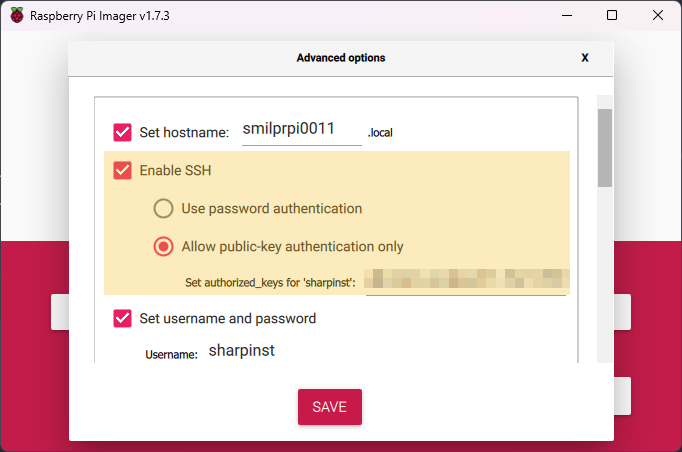 Raspberry Pi Imager v1.7.3
Advanced options
X
Set hostname: smilprpi0011 .local
Enable SSH
Use password authentication
Allow public-key authentication only
Set authorized_keys for 'sharpinst':
Set username and password
Username: sharpinst
SAVE